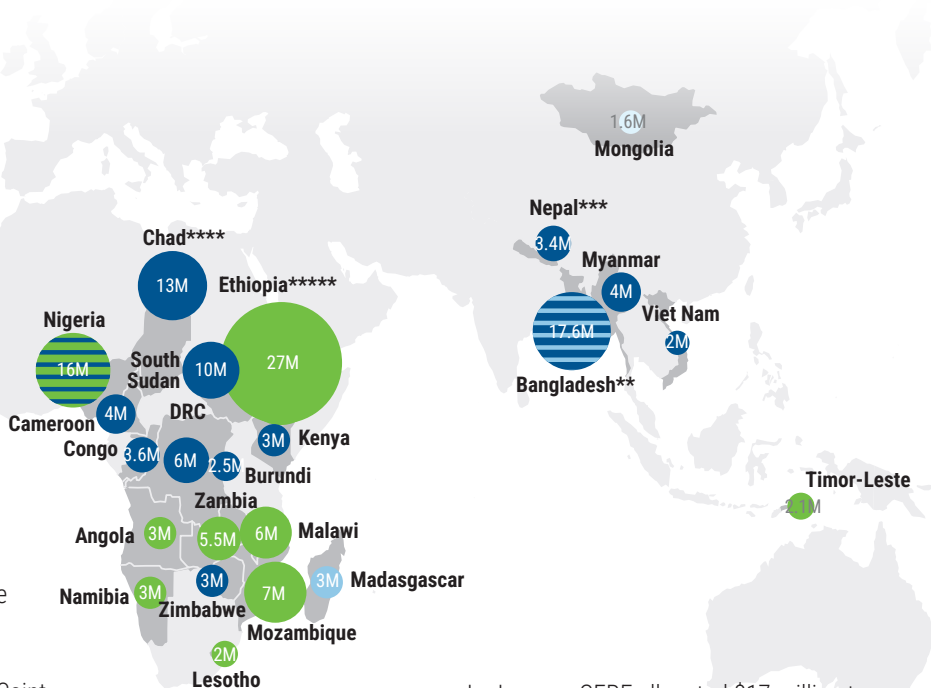 1.6M
Mongolia
Nepal***
3.4M
Myanmar
4M
Viet Nam
2M
17.6M
Bangladesh**
Chad****
13M
Ethiopia*****
27M
Nigeria
16M
South
Sudan
10M
Cameroon
4M
DRC
Congo
3.6M
6M
2.5M
Burundi
3M
Kenya
Zambia
5.5M
Angola
3M
6M
Malawi
Namibia
3M
3M
Zimbabwe
7M
Mozambique
3M
Madasgascar
2M
Lesotho
Timor-Leste
2.1M
e